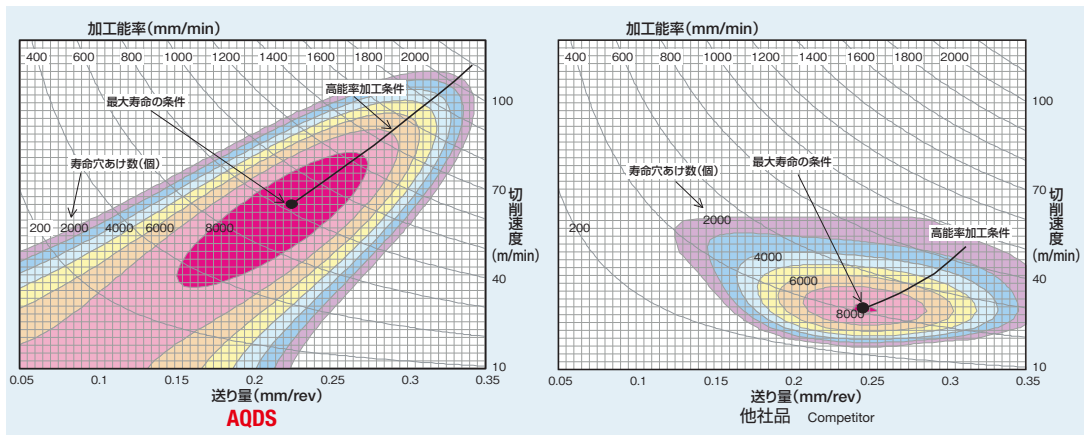 加工能率(mm/min)
400 600 800 1000 1200 1400 1600 1800 2000
最大寿命の条件
高能率加工条件
寿命穴あけ数(個)
200 2000 4000 6000 8000
100
70
40
10
切削速度
(m/min)
0.05 0.1 0.15 0.2 0.25 0.3 0.35
送り量(mm/rev)
AQDS
加工能率(mm/min)
400 600 800 1000 1200 1400 1600 1800 2000
最大寿命の条件
寿命穴あけ数(個)
高能率加工条件
200
2000
4000
6000
8000
100
70
40
10
切削速度
(m/min)
0.05 0.1 0.15 0.2 0.25 0.3 0.35
送り量(mm/rev)
他社品 Competitor